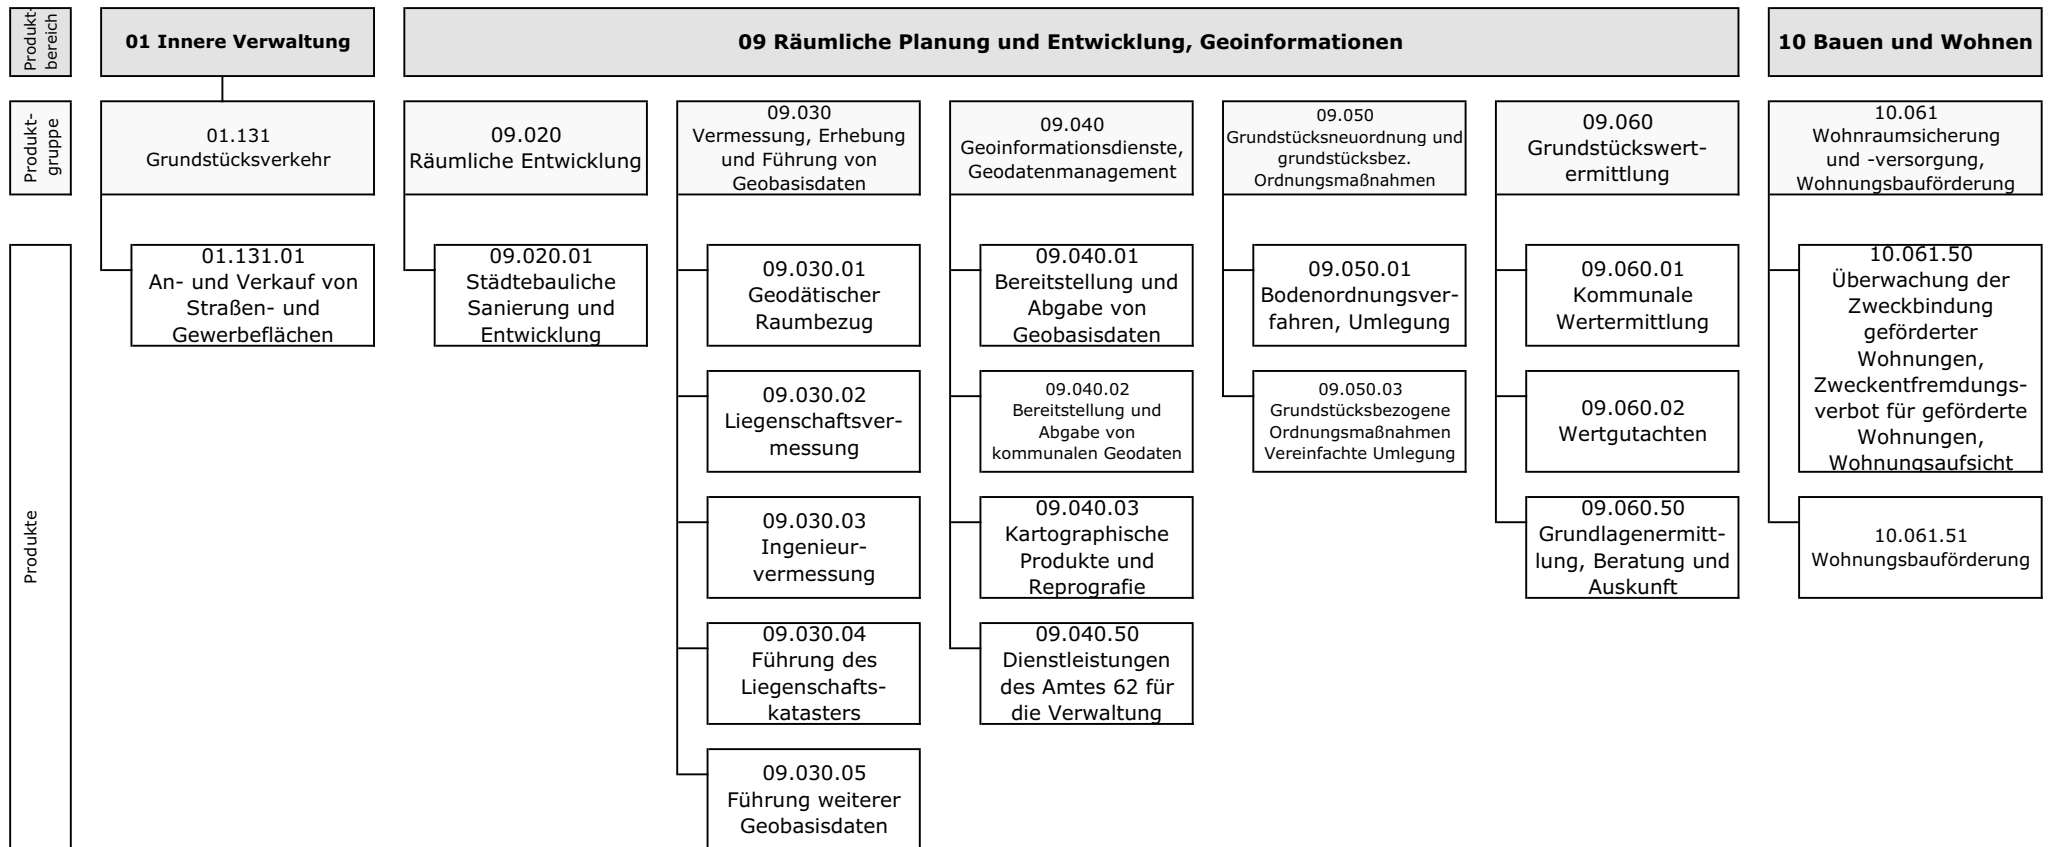 Produkt-
bereich
01 Innere Verwaltung
09 Räumliche Planung und Entwicklung, Geoinformationen
10 Bauen und Wohnen
Produkt-
gruppe
01.131
Grundstücksverkehr
09.020
Räumliche Entwicklung
09.030
Vermessung, Erhebung
und Führung von
Geobasisdaten
09.040
Geoinformationsdienste,
Geodatenmanagement
09.050
Grundstücksneuordnung und
grundstücksbez.
Ordnungsmaßnahmen
09.060
Grundstückswert-
ermittlung
10.061
Wohnraumsicherung
und -versorgung,
Wohnungsbauförderung
Produkte
01.131.01
An- und Verkauf von
Straßen- und
Gewerbeflächen
09.020.01
Städtebauliche
Sanierung und
Entwicklung
09.030.01
Geodätischer
Raumbezug
09.030.02
Liegenschaftsver-
messung
09.030.03
Ingenieur-
vermessung
09.030.04
Führung des
Liegenschafts-
katasters
09.030.05
Führung weiterer
Geobasisdaten
09.040.01
Bereitstellung und
Abgabe von
Geobasisdaten
09.040.02
Bereitstellung und
Abgabe von
kommunalen Geodaten
09.040.03
Kartographische
Produkte und
Reprografie
09.040.50
Dienstleistungen
des Amtes 62 für
die Verwaltung
09.050.01
Bodenordnungsver-
fahren, Umlegung
09.050.03
Grundstücksbezogene
Ordnungsmaßnahmen
Vereinfachte Umlegung
09.060.01
Kommunale
Wertermittlung
09.060.02
Wertgutachten
09.060.50
Grundlagenermitt-
lung, Beratung und
Auskunft
10.061.50
Überwachung der
Zweckbindung
geförderter
Wohnungen,
Zweckentfremdungs-
verbot für geförderte
Wohnungen,
Wohnungsaufsicht
10.061.51
Wohnungsbauförderung